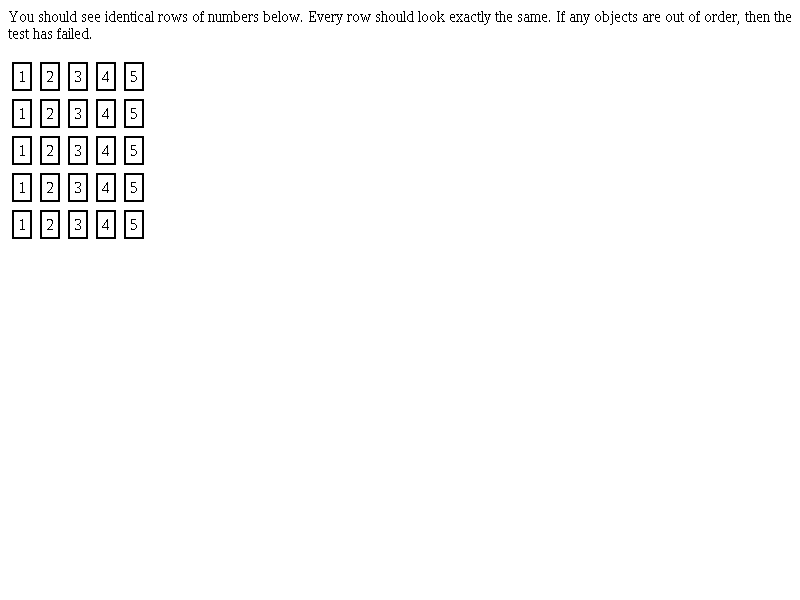 You should see identical rows of numbers below. Every row should look exactly the same. If any objects are out of order, then the
test has failed.
1 2 3 4 5
1 2 3 4 5
1 2 3 4 5
1 2 3 4 5
1 2 3 4 5